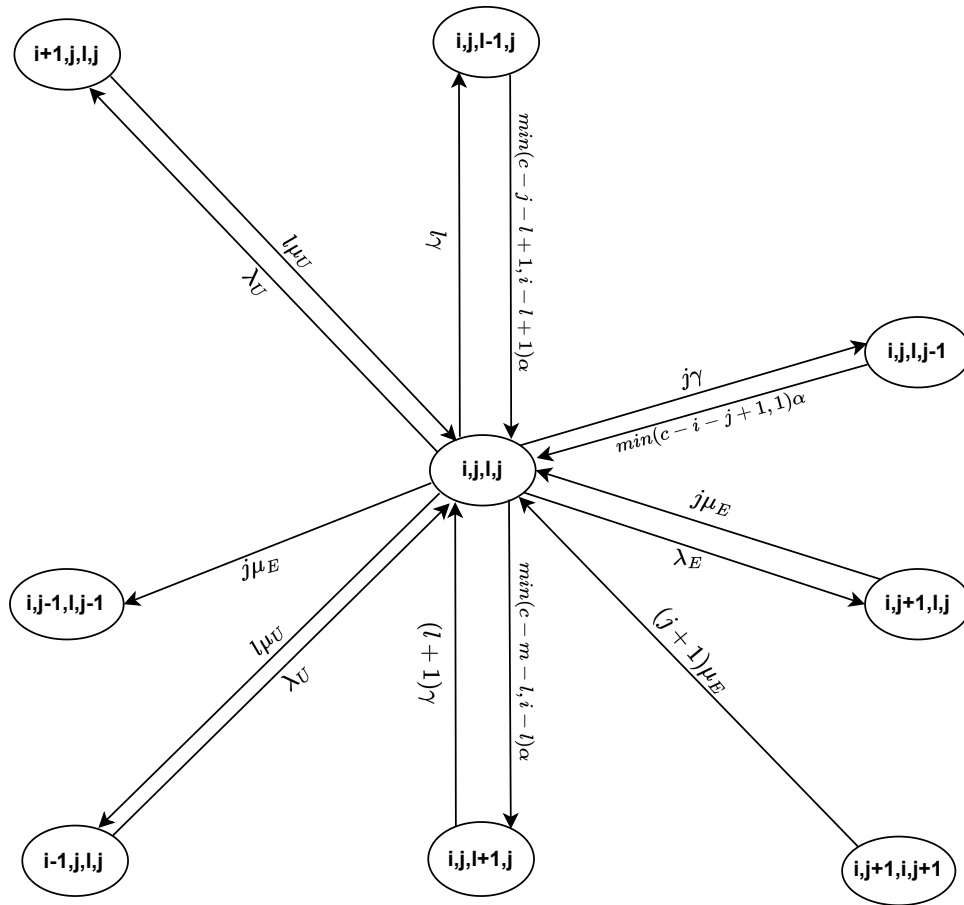 i+1,j,l,j
i,j,l-1,j
lμ_U
λ_U
lγ
min(c − j − l + 1, i − l + 1)α
i,j,l,j-1
jγ
min(c − i − j + 1, 1)α
i,j,l,j
jμ_E
λ_E
jμ_E
i,j-1,l,j-1
i,j+1,l,j
lμ_U
λ_U
(l + 1)γ
min(c − m − l, i − l)α
(j + 1)μ_E
i-1,j,l,j
i,j,l+1,j
i,j+1,i,j+1